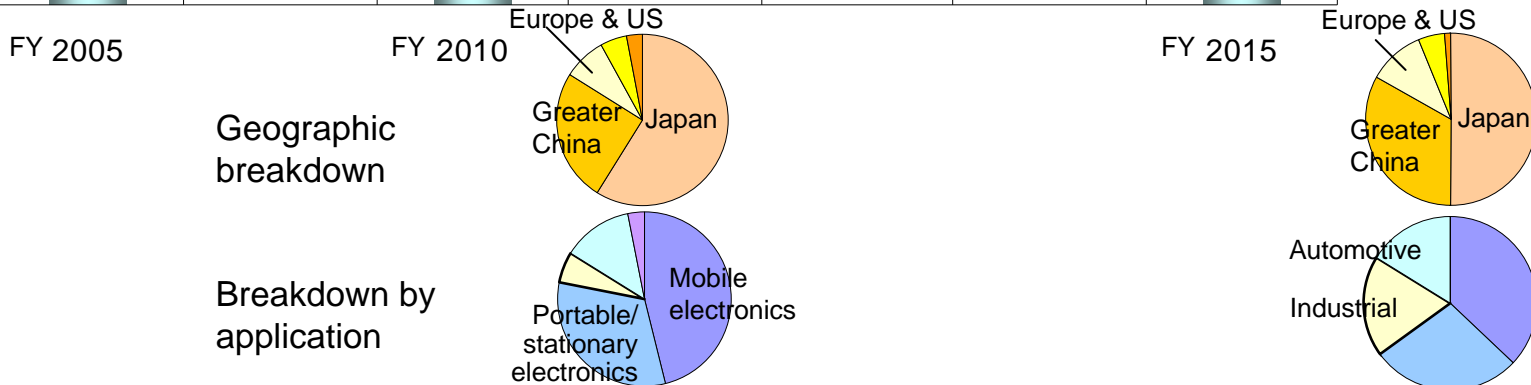 Europe & US
Europe & US
FY 2005
FY 2010
FY 2015
Geographic
breakdown
Greater
China
Japan
Greater
China
Japan
Breakdown by
application
Mobile
electronics
Portable/
stationary
electronics
Automotive
Industrial